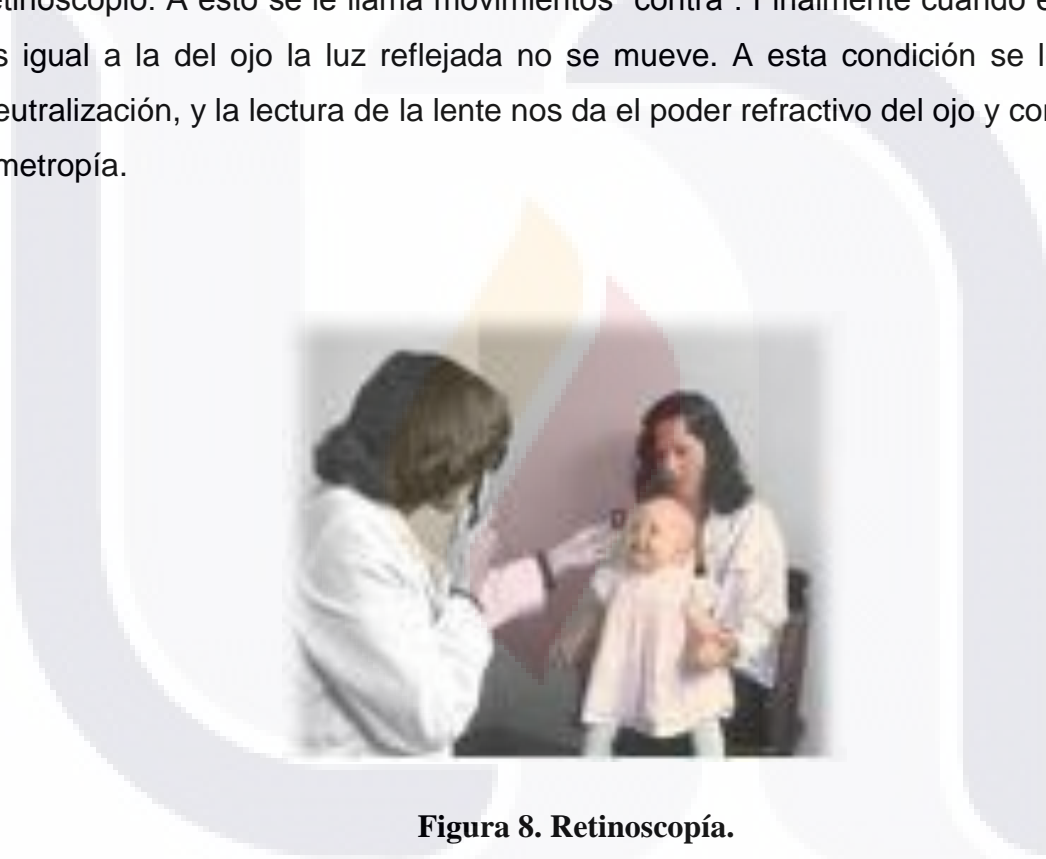 etinoscopio. A esto se le llama movimientos "contra". Finalmente cuando
s igual a la del ojo la luz reflejada no se mueve. A esta condición se
eutralización, y la lectura de la lente nos da el poder refractivo del ojo y
metropía.
Figura 8. Retinoscopía.